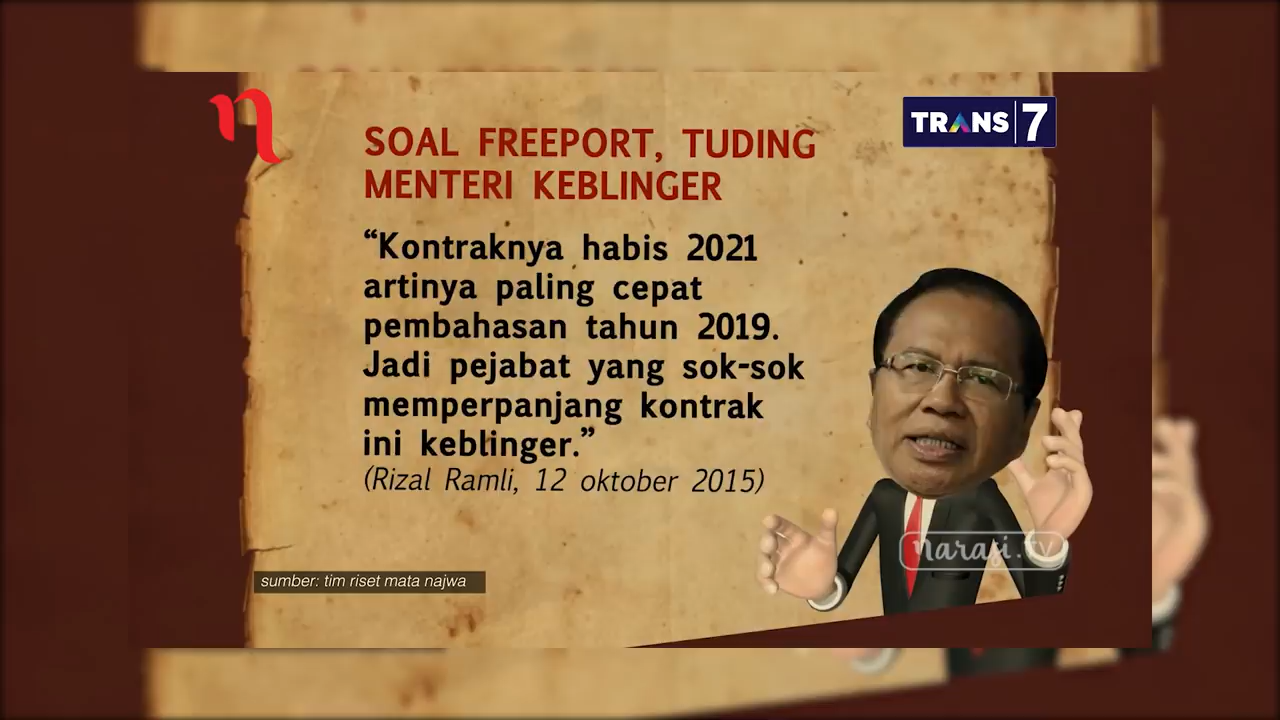 TRANS 7
SOAL FREEPORT, TUDING
MENTERI KEBLINGER
“Kontraknya habis 2021
artinya paling cepat
pembahasan tahun 2019.
Jadi pejabat yang sok-sok
memperpanjang kontrak
ini keblinger.”
(Rizal Ramli, 12 oktober 2015)
narasi.tv
sumber: tim riset mata najwa